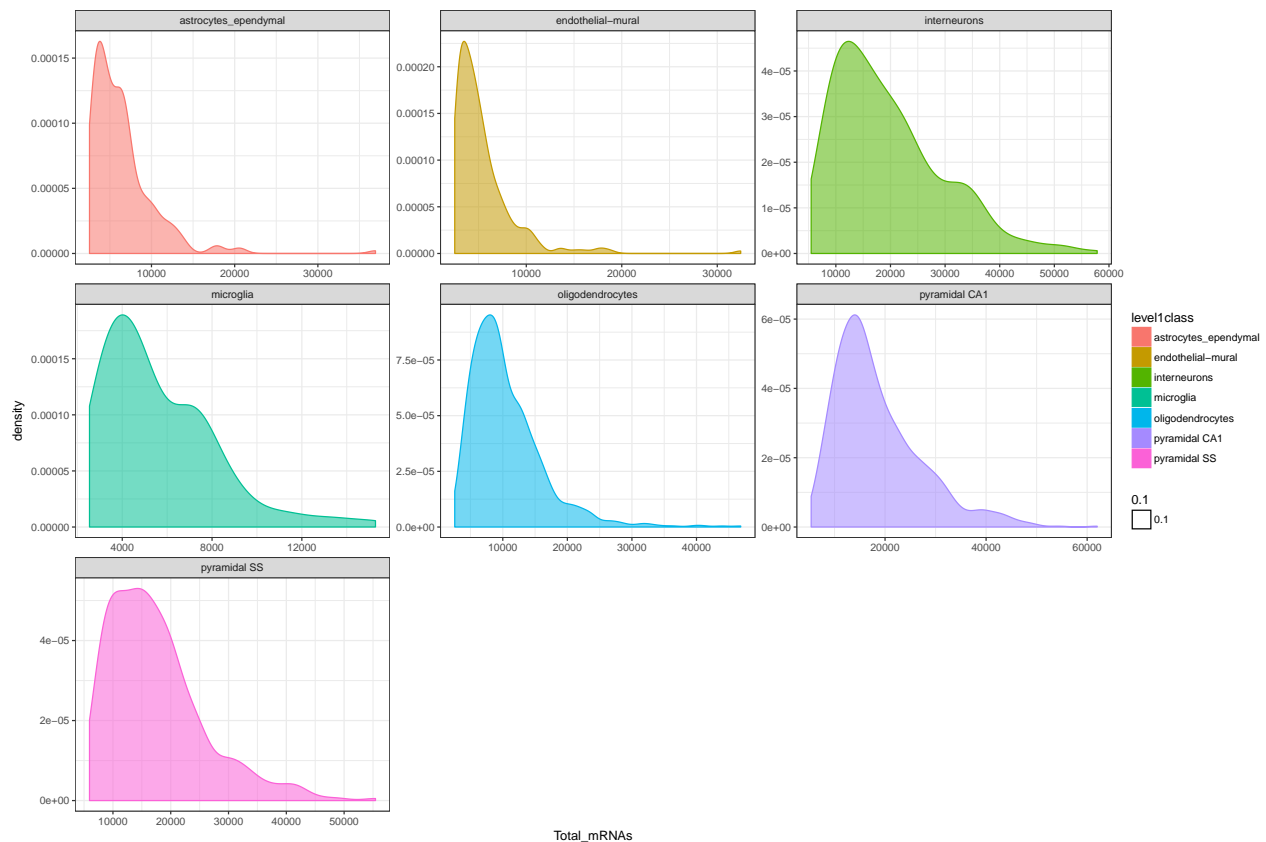 astrocytes_ependymal
endothelial−mural
interneurons
0.00015
0.00010
0.00005
0.00000
10000 20000 30000
0.00020
0.00015
0.00010
0.00005
0.00000
10000 20000 30000
4e−05
3e−05
2e−05
1e−05
0e+00
10000 20000 30000 40000 50000 60000
microglia
oligodendrocytes
pyramidal CA1
0.00015
0.00010
0.00005
0.00000
4000 8000 12000
7.5e−05
5.0e−05
2.5e−05
0.0e+00
10000 20000 30000 40000
6e−05
4e−05
2e−05
0e+00
20000 40000 60000
pyramidal SS
4e−05
2e−05
0e+00
10000 20000 30000 40000 50000
density
Total_mRNAs
level1class
astrocytes_ependymal
endothelial−mural
interneurons
microglia
oligodendrocytes
pyramidal CA1
pyramidal SS
0.1
0.1